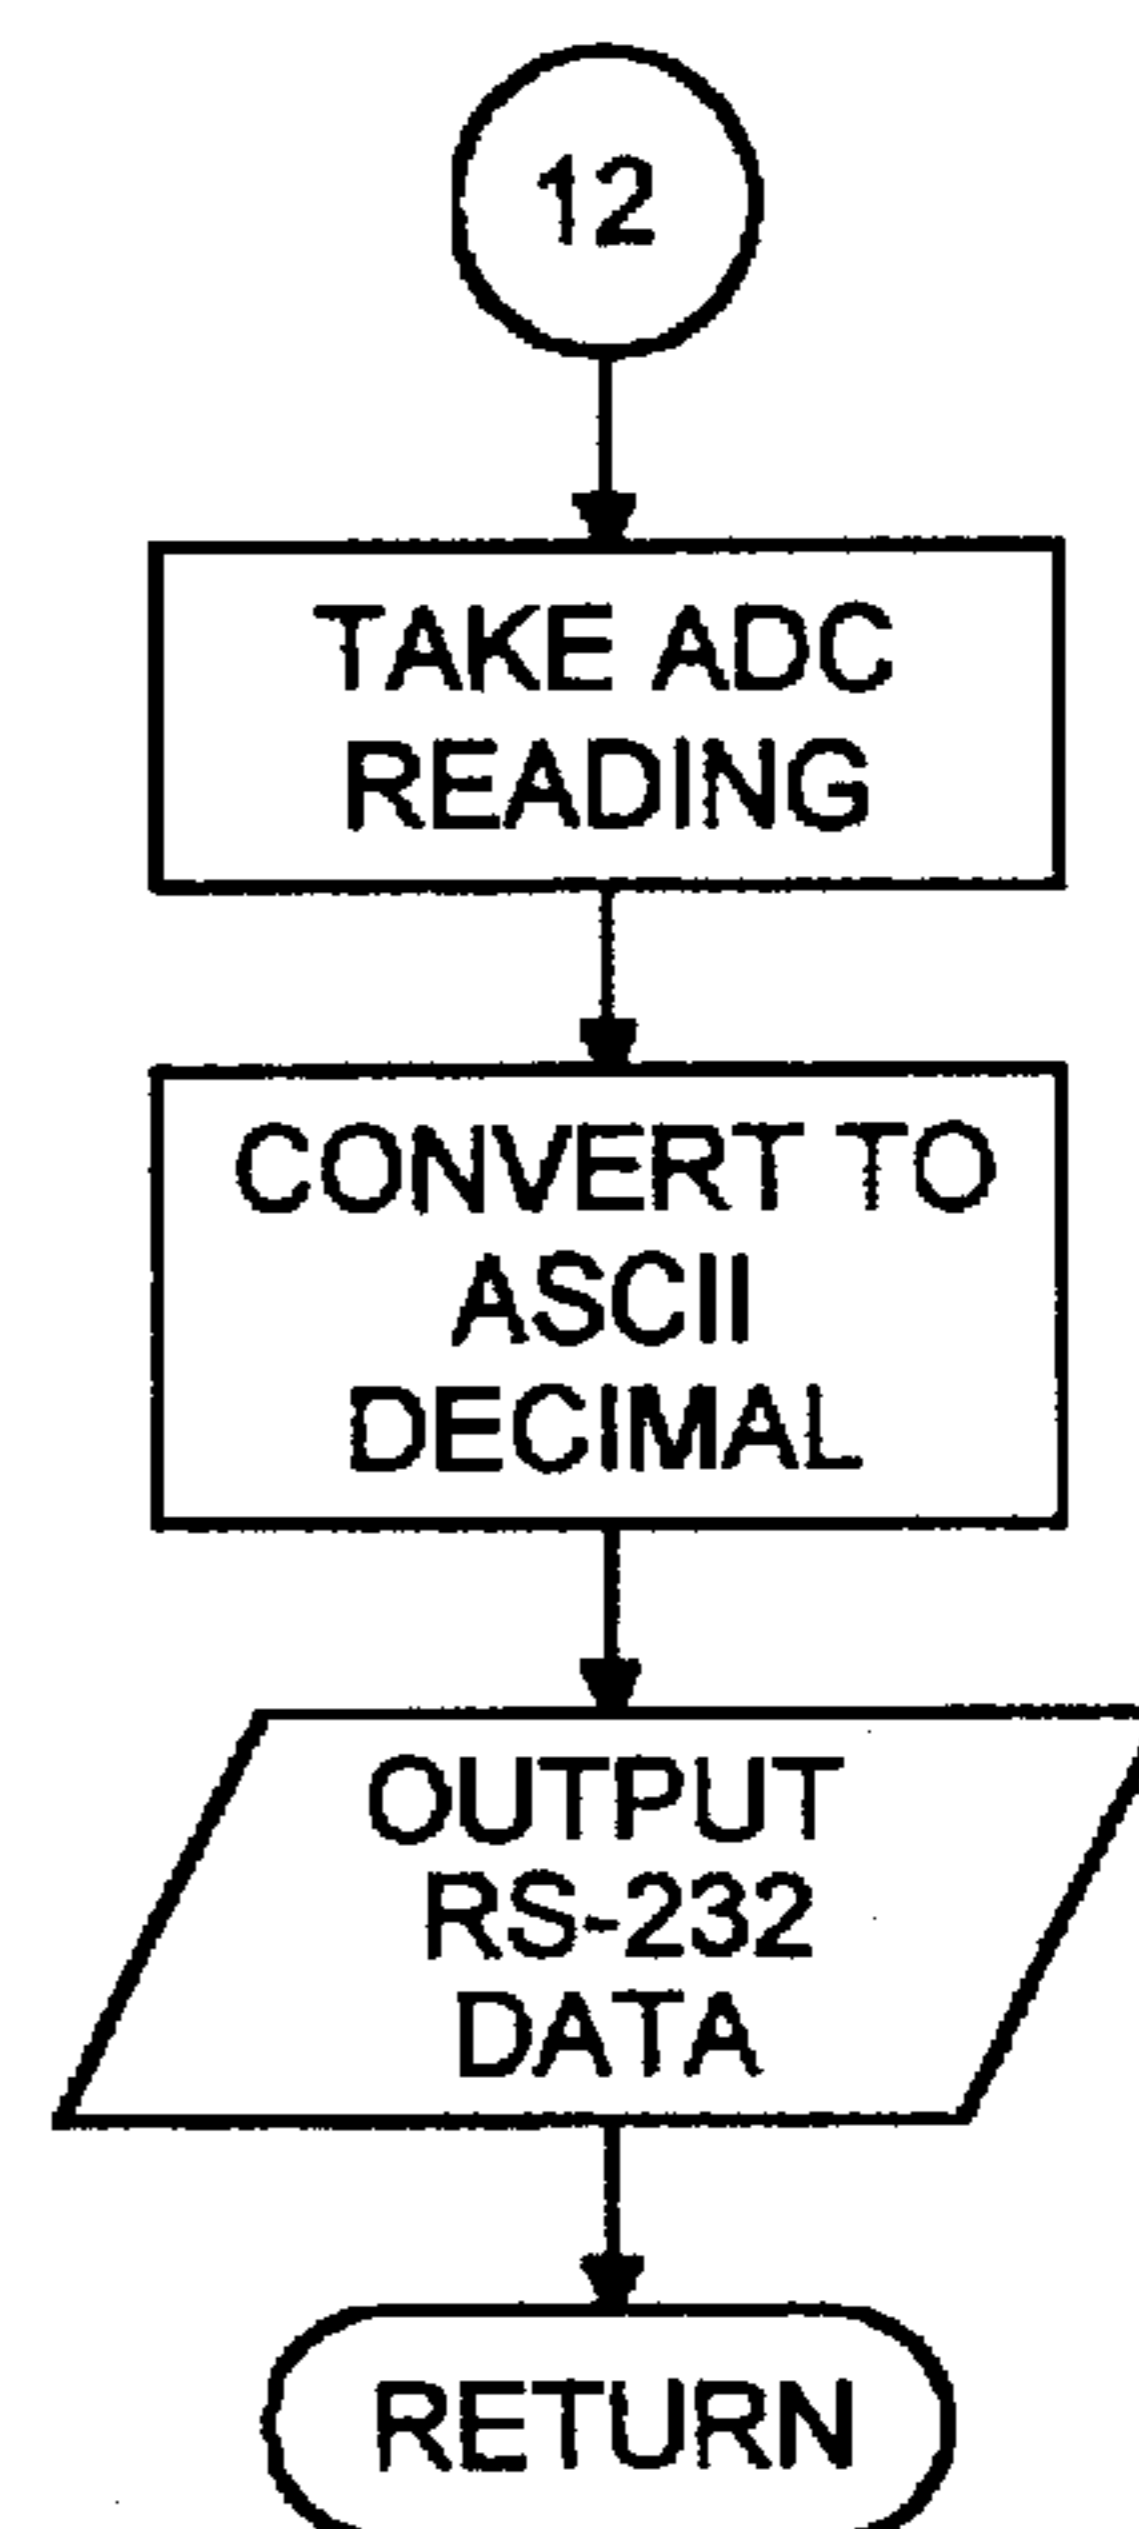 12
TAKE ADC
READING
CONVERT TO
ASCII
DECIMAL
OUTPUT
RS-232
DATA
RETURN